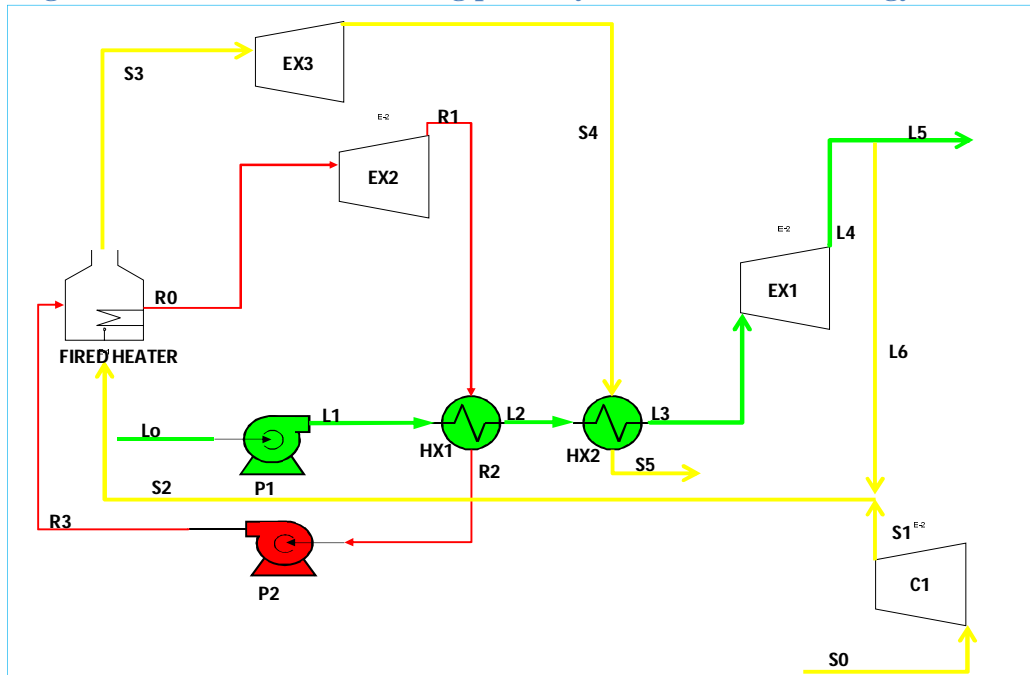 EX3
S3
E-2
R1
S4
L5
EX2
E-2
L4
R0
EX1
FIRED HEATER
L6
Lo
L1
L2
L3
HX1
HX2
R2
S5
S2
P1
R3
S1
E-2
P2
C1
S0